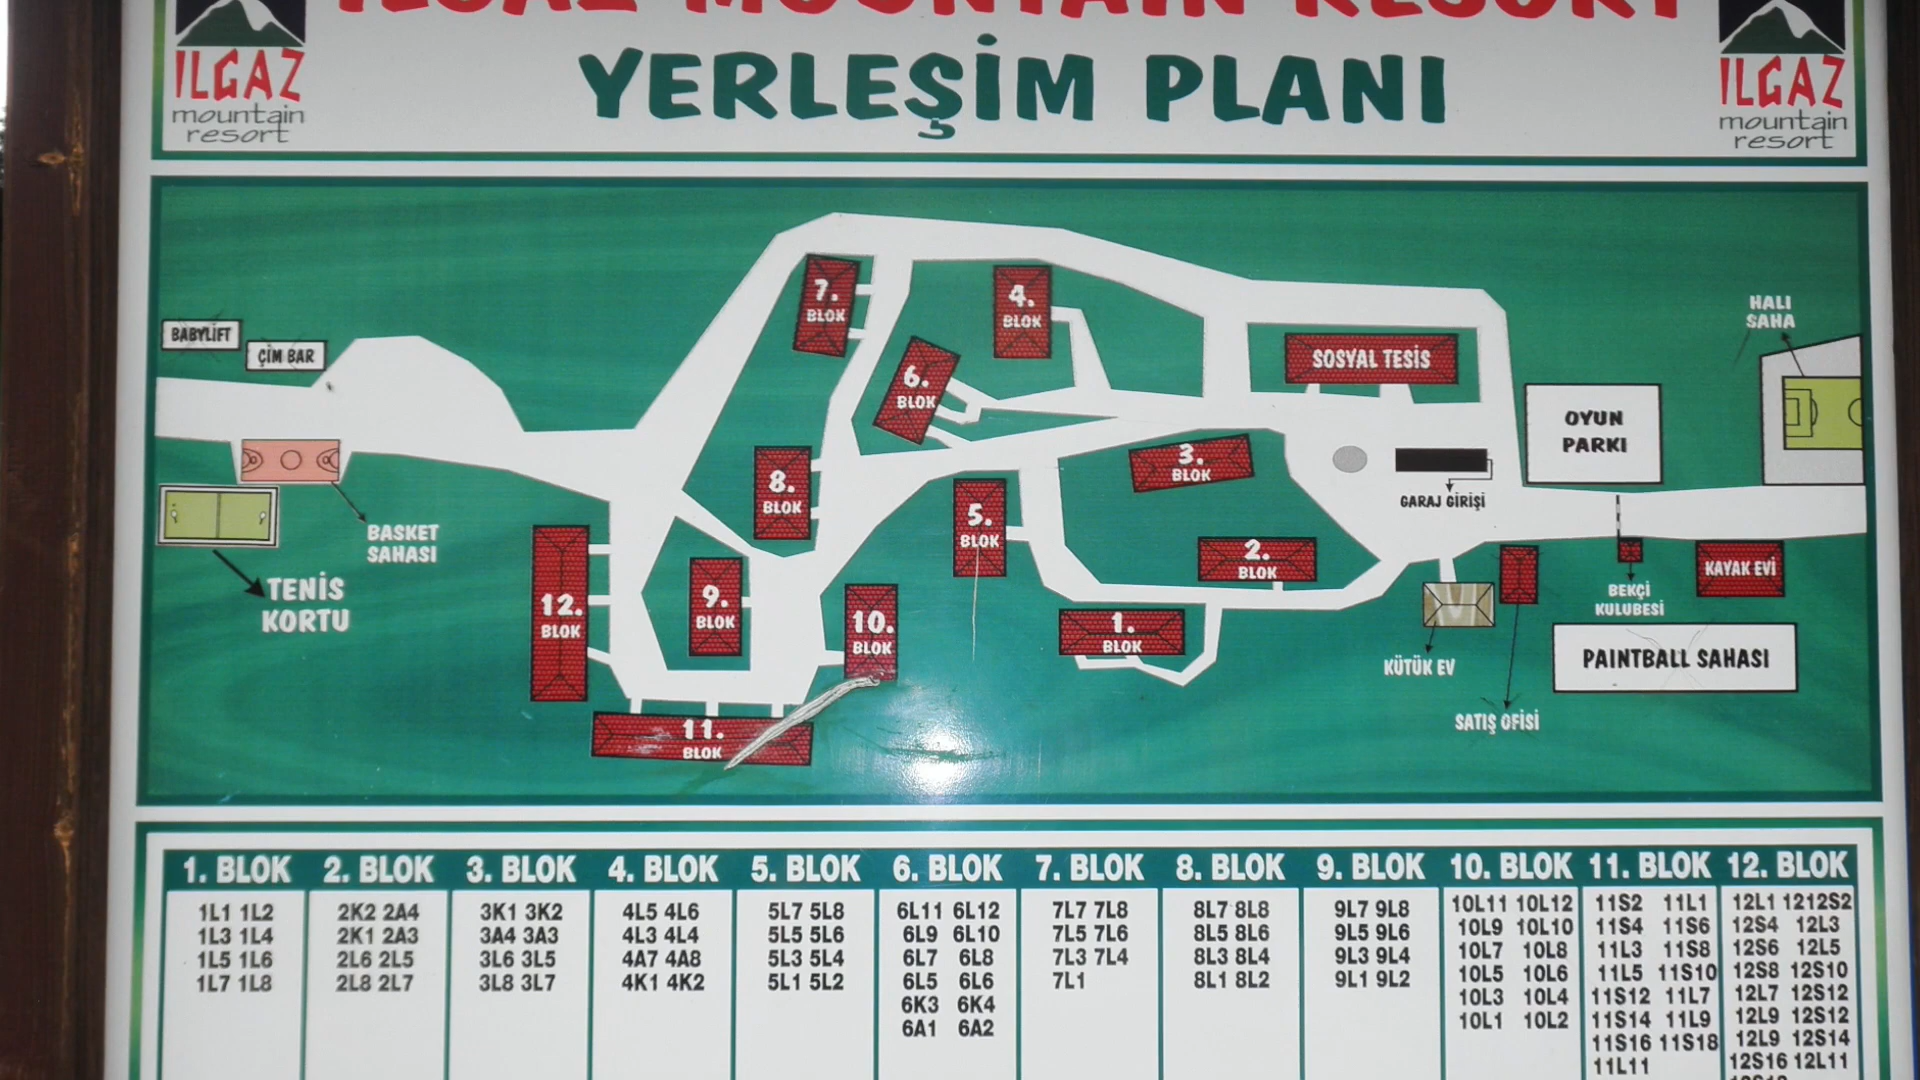 ILGAZ MOUNTAIN RESORT
YERLEŞİM PLANI
ILGAZ
mountain
resort
ILGAZ
mountain
resort
BABYLİFT
ÇİM BAR
BASKET
SAHASI
TENİS
KORTU
7.
BLOK
4.
BLOK
6.
BLOK
SOSYAL TESİS
HALI
SAHA
OYUN
PARKI
3.
BLOK
8.
BLOK
GARAJ GİRİŞİ
5.
BLOK
2.
BLOK
12.
BLOK
9.
BLOK
10.
BLOK
1.
BLOK
11.
BLOK
KÜTÜK EV
SATIŞ OFİSİ
BEKÇİ
KULUBESİ
KAYAK EVİ
PAINTBALL SAHASI
1. BLOK
1L1 1L2
1L3 1L4
1L5 1L6
1L7 1L8
2. BLOK
2K2 2A4
2K1 2A3
2L6 2L5
2L8 2L7
3. BLOK
3K1 3K2
3A4 3A3
3L6 3L5
3L8 3L7
4. BLOK
4L5 4L6
4L3 4L4
4A7 4A8
4K1 4K2
5. BLOK
5L7 5L8
5L5 5L6
5L3 5L4
5L1 5L2
6. BLOK
6L11 6L12
6L9 6L10
6L7 6L8
6L5 6L6
6K3 6K4
6A1 6A2
7. BLOK
7L7 7L8
7L5 7L6
7L3 7L4
7L1
8. BLOK
8L7 8L8
8L5 8L6
8L3 8L4
8L1 8L2
9. BLOK
9L7 9L8
9L5 9L6
9L3 9L4
9L1 9L2
10. BLOK
10L11 10L12
10L9 10L10
10L7 10L8
10L5 10L6
10L3 10L4
10L1 10L2
11. BLOK
11S2 11L1
11S4 11S6
11L3 11S8
11L5 11S10
11S12 11L7
11S14 11L9
11S16 11S18
11L11
12. BLOK
12L1 1212S2
12S4 12L3
12S6 12L5
12S8 12S10
12L7 12S12
12L9 12S12
12L9 12S14
12S16 12L11